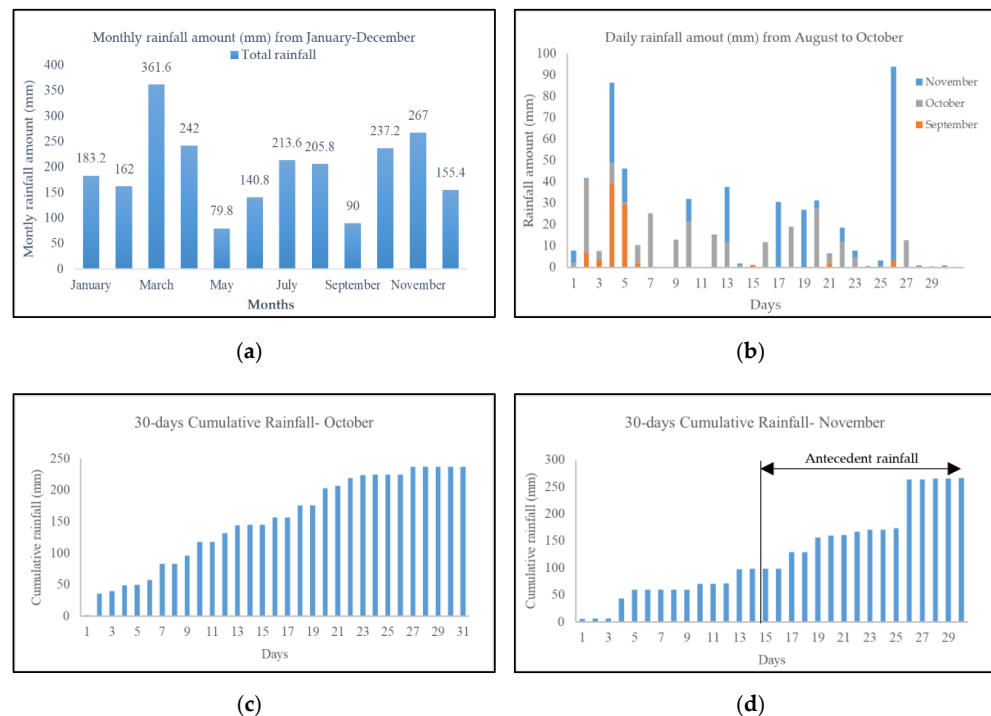 Monthly rainfall amount (mm) from January-December
Total rainfall
Montly rainfall amount (mm)
400
350
300
250
200
150
100
50
0
183.2
162
361.6
242
79.8
140.8
213.6
205.8
90
237.2
267
155.4
January March May July September November
Months
(a)
Daily rainfall amout (mm) from August to October
Rainfall amount (mm)
100
90
80
70
60
50
40
30
20
10
0
November
October
September
1 3 5 7 9 11 13 15 17 19 21 23 25 27 29
Days
(b)
30-days Cumulative Rainfall- October
Cumulative rainfall (mm)
250
200
150
100
50
0
1 3 5 7 9 11 13 15 17 19 21 23 25 27 29 31
Days
(c)
30-days Cumulative Rainfall- November
Antecedent rainfall
Cumulative rainfall (mm)
300
250
200
150
100
50
0
1 3 5 7 9 11 13 15 17 19 21 23 25 27 29
Days
(d)